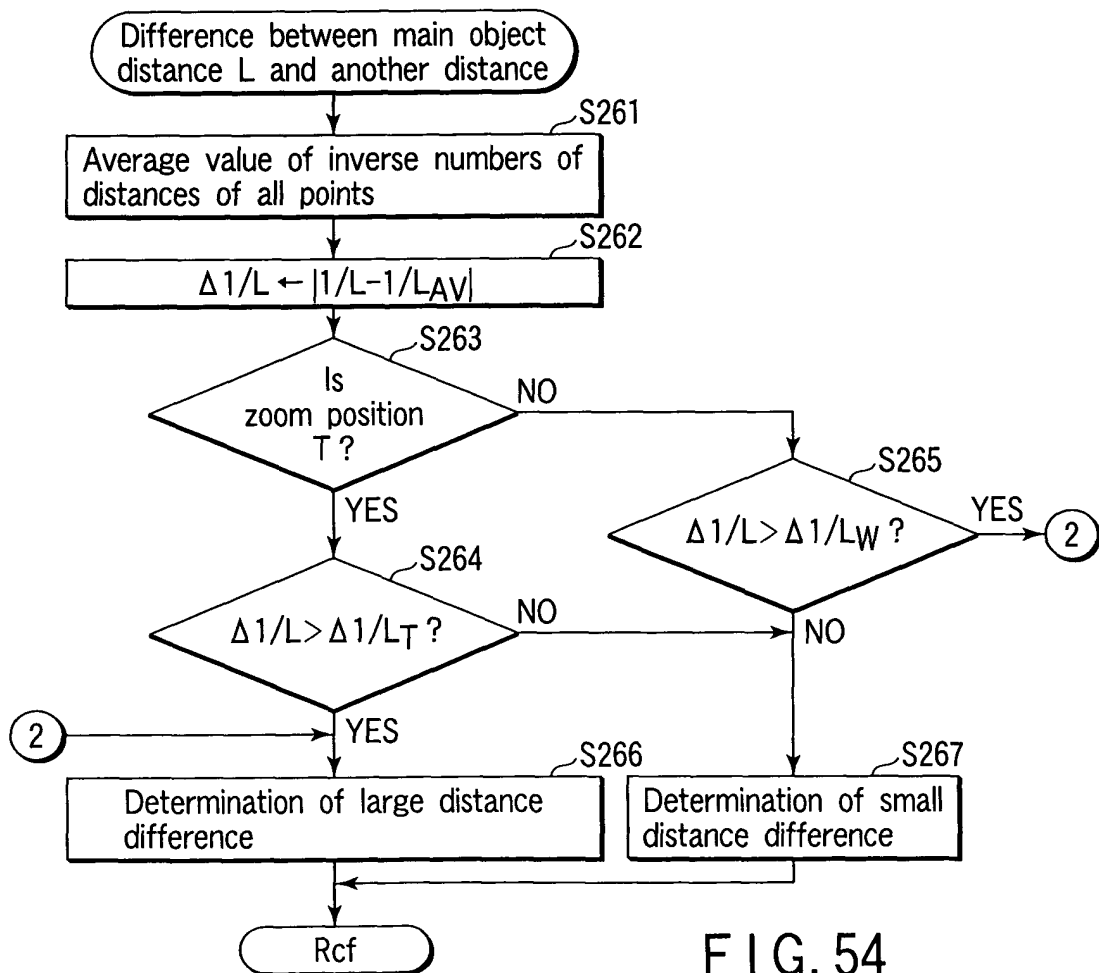 Difference between main object
distance L and another distance
S261
Average value of inverse numbers of
distances of all points
S262
Δ1/L ← |1/L-1/LAV|
S263
Is
zoom position
T?
NO
YES
S265
Δ1/L > Δ1/LW ?
YES
2
NO
S264
Δ1/L > Δ1/LT ?
NO
YES
2
S266
Determination of large distance
difference
S267
Determination of small
distance difference
Rcf
FIG. 54